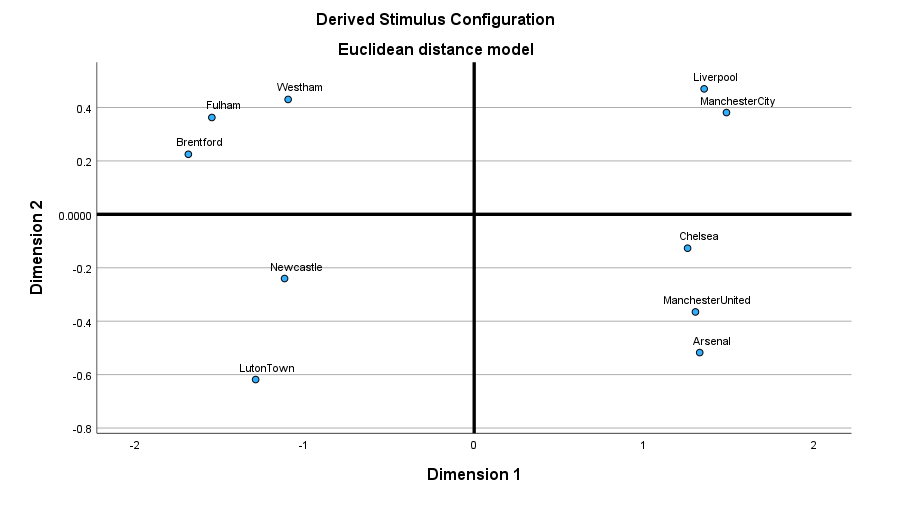 Derived Stimulus Configuration
Euclidean distance model
Liverpool
Westham
ManchesterCity
Fulham
0.4
Brentford
0.2
0.0000
Chelsea
Newcastle
-0.2
ManchesterUnited
-0.4
Arsenal
LutonTown
-0.6
-0.8
-2 -1 0 1 2
Dimension 2
Dimension 1